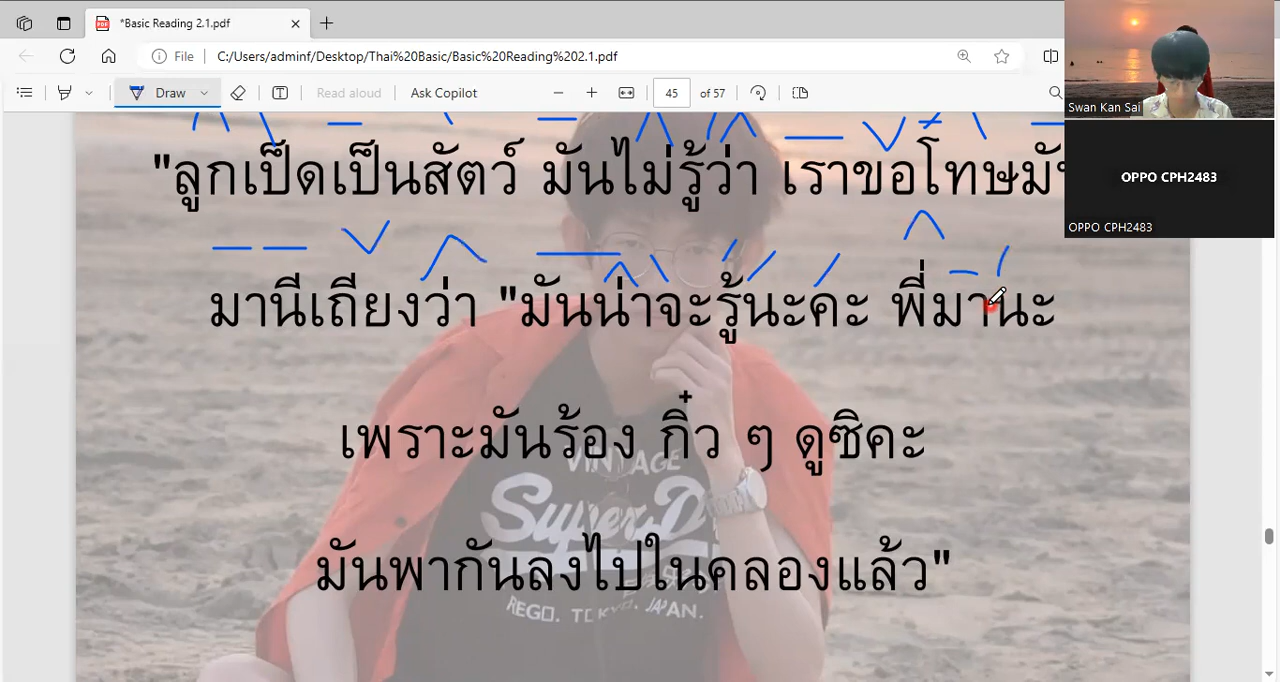 *Basic Reading 2.1.pdf
File C:/Users/adminf/Desktop/Thai%20Basic/Basic%20Reading%202.1.pdf
Draw Read aloud Ask Copilot 45 of 57
Swan Kan Sai
OPPO CPH2483
OPPO CPH2483
"ลูกเป็ดเป็นสัตว์ มันไม่รู้ว่า เราขอโทษมัน
มานีเถียงว่า "มันน่าจะรู้นะคะ พี่มานะ
เพราะมันร้อง กิ๋ว ๆ ดูซิคะ
มันพากันลงไปในคลองแล้ว"
VINTAGE
Super D
REGD. TOKYO. JAPAN.